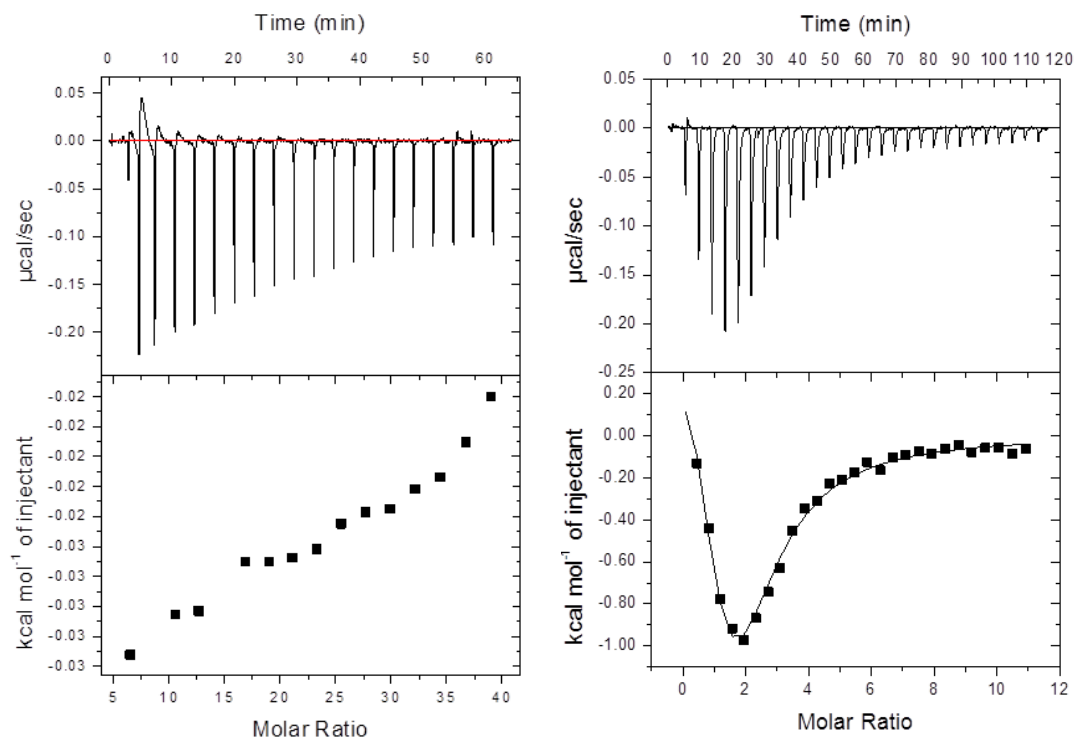 Time (min)
0 10 20 30 40 50 60
0.05
0.00
-0.05
-0.10
-0.15
-0.20
µcal/sec
-0.02
-0.02
-0.02
-0.02
-0.02
-0.03
-0.03
-0.03
-0.03
-0.03
kcal mol⁻¹ of injectant
5 10 15 20 25 30 35 40
Molar Ratio
Time (min)
0 10 20 30 40 50 60 70 80 90 100 110 120
0.05
0.00
-0.05
-0.10
-0.15
-0.20
-0.25
µcal/sec
0.20
0.00
-0.20
-0.40
-0.60
-0.80
-1.00
kcal mol⁻¹ of injectant
0 2 4 6 8 10 12
Molar Ratio